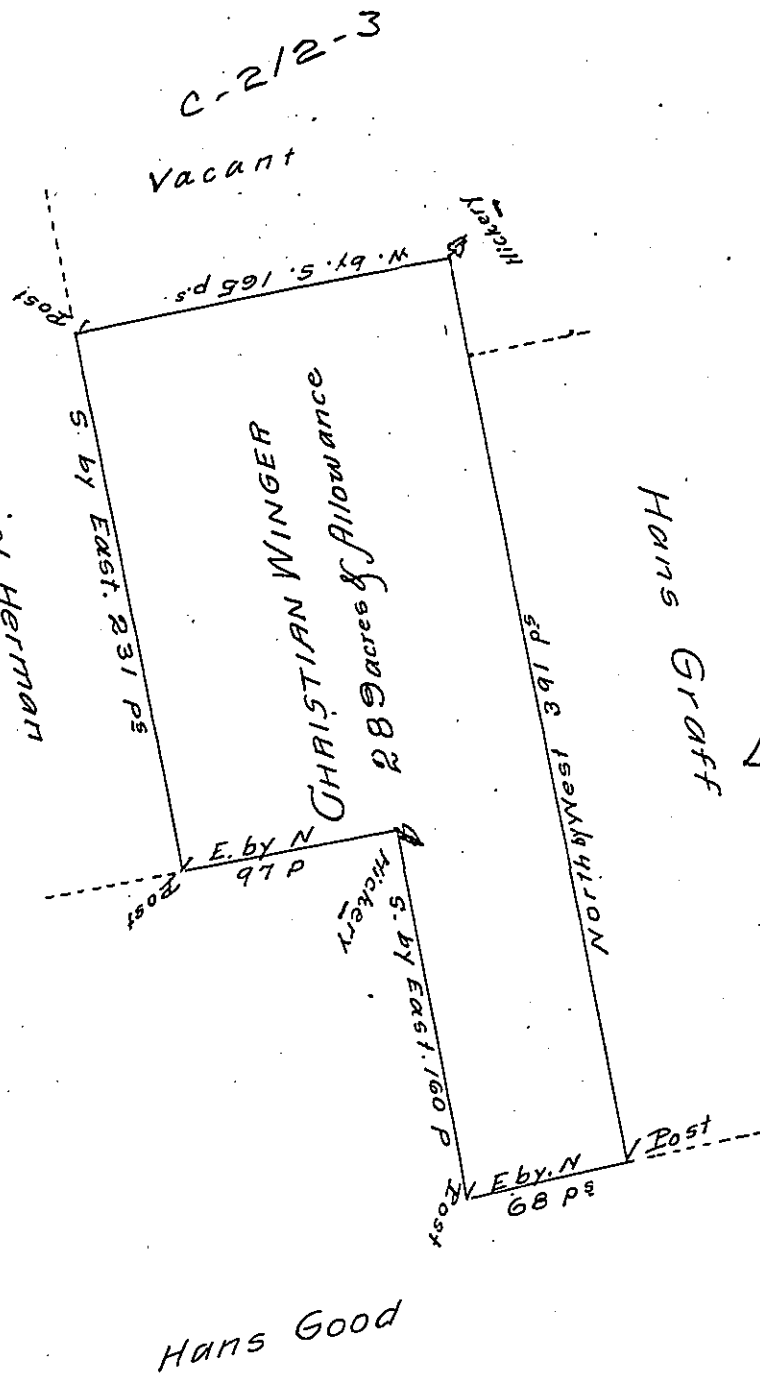 C-212-3
Vacant
Hickery
W. by. S. 165 p.s
Post
S. by East. 231 ps
CHRISTIAN WINGER
289 acres & Allowance
North by West 391 ps
Hans Graff
Herman
E. by N
97 P
Post
Hickery
S. by East. 160 P
Post
E by. N
68 ps
Post
Hans Good